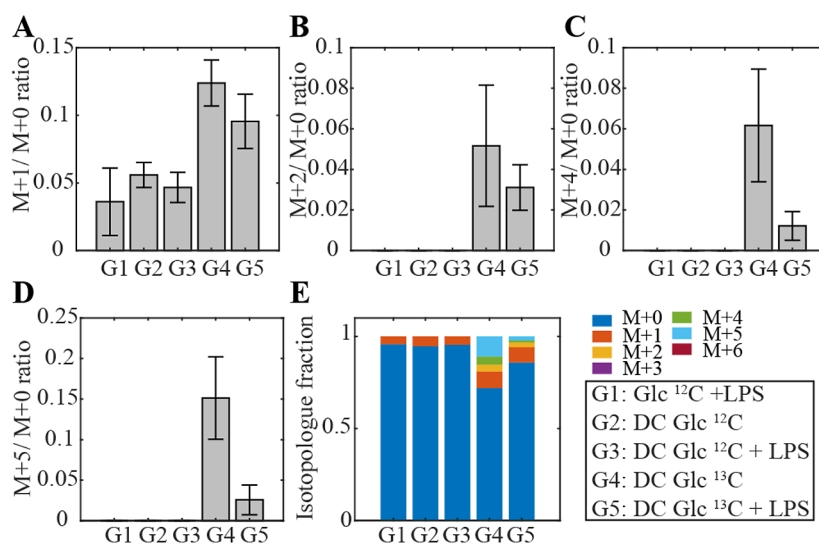 A
M+1/ M+0 ratio
0.15
0.1
0.05
0
G1 G2 G3 G4 G5
B
M+2/ M+0 ratio
0.1
0.08
0.06
0.04
0.02
0
G1 G2 G3 G4 G5
C
M+4/ M+0 ratio
0.1
0.08
0.06
0.04
0.02
0
G1 G2 G3 G4 G5
D
M+5/ M+0 ratio
0.25
0.2
0.15
0.1
0.05
0
G1 G2 G3 G4 G5
E
Isotopologue fraction
1
0.5
0
G1 G2 G3 G4 G5
M+0
M+1
M+2
M+3
M+4
M+5
M+6
G1: Glc ¹²C +LPS
G2: DC Glc ¹²C
G3: DC Glc ¹²C + LPS
G4: DC Glc ¹³C
G5: DC Glc ¹³C + LPS